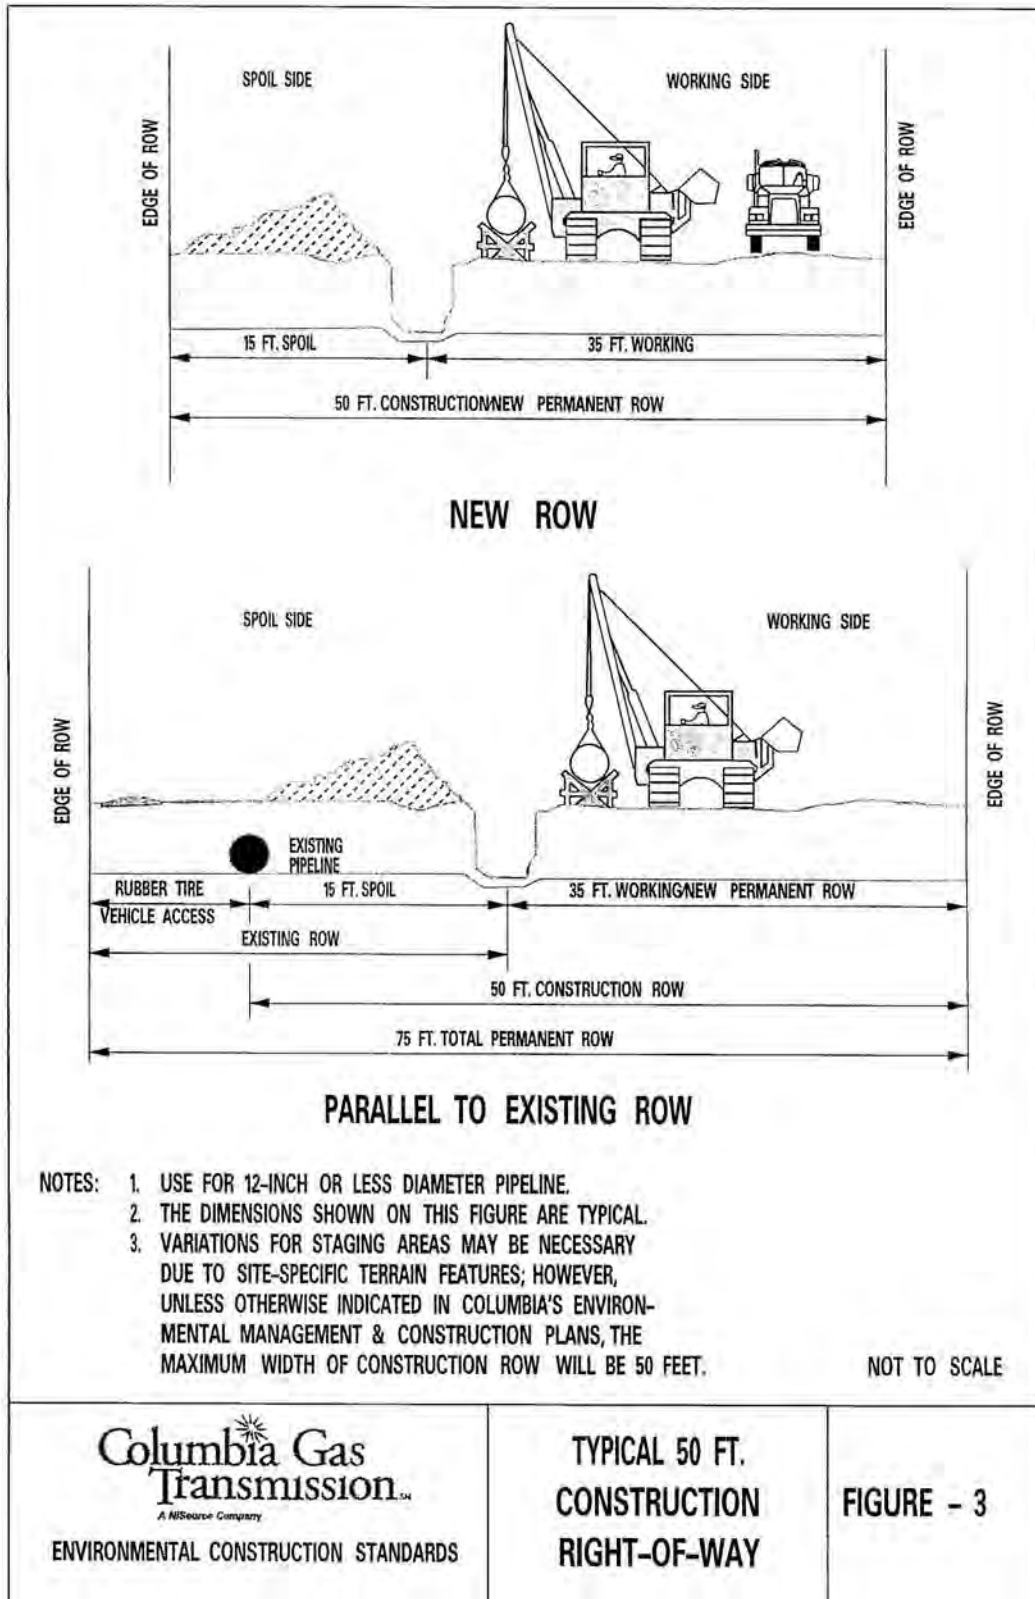 SPOIL SIDE
WORKING SIDE
EDGE OF ROW
EDGE OF ROW
15 FT. SPOIL
35 FT. WORKING
50 FT. CONSTRUCTION/NEW PERMANENT ROW
NEW ROW
SPOIL SIDE
WORKING SIDE
EDGE OF ROW
EDGE OF ROW
EXISTING
PIPELINE
RUBBER TIRE
VEHICLE ACCESS
15 FT. SPOIL
35 FT. WORKING/NEW PERMANENT ROW
EXISTING ROW
50 FT. CONSTRUCTION ROW
75 FT. TOTAL PERMANENT ROW
PARALLEL TO EXISTING ROW
NOTES: 1. USE FOR 12-INCH OR LESS DIAMETER PIPELINE.
2. THE DIMENSIONS SHOWN ON THIS FIGURE ARE TYPICAL.
3. VARIATIONS FOR STAGING AREAS MAY BE NECESSARY
DUE TO SITE-SPECIFIC TERRAIN FEATURES; HOWEVER,
UNLESS OTHERWISE INDICATED IN COLUMBIA'S ENVIRON-
MENTAL MANAGEMENT & CONSTRUCTION PLANS, THE
MAXIMUM WIDTH OF CONSTRUCTION ROW WILL BE 50 FEET.
NOT TO SCALE
Columbia Gas
Transmission SM
A NiSource Company
ENVIRONMENTAL CONSTRUCTION STANDARDS
TYPICAL 50 FT.
CONSTRUCTION
RIGHT-OF-WAY
FIGURE - 3